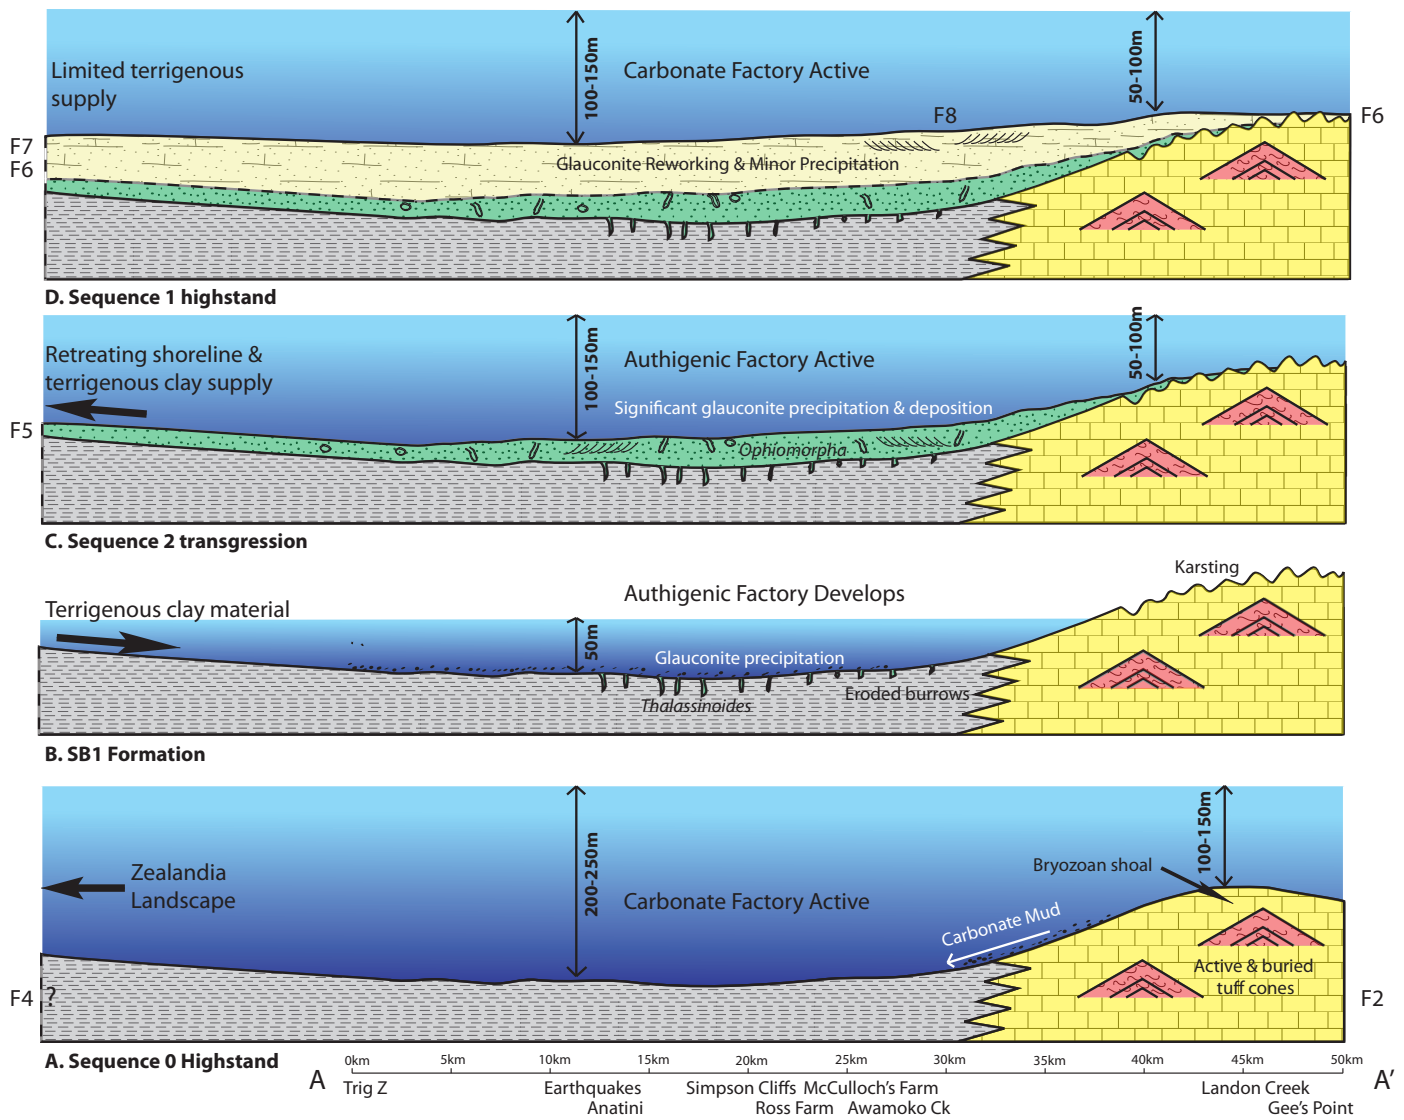 Limited terrigenous
supply
100-150m
Carbonate Factory Active
50-100m
F8
F6
F7
F6
Glauconite Reworking & Minor Precipitation
D. Sequence 1 highstand
Retreating shoreline &
terrigenous clay supply
100-150m
Authigenic Factory Active
50-100m
Significant glauconite precipitation & deposition
F5
Ophiomorpha
C. Sequence 2 transgression
Karsting
Terrigenous clay material
Authigenic Factory Develops
50m
Glauconite precipitation
Eroded burrows
Thalassinoides
B. SB1 Formation
Zealandia
Landscape
200-250m
Carbonate Factory Active
100-150m
Bryozoan shoal
Carbonate Mud
Active & buried
tuff cones
F4
?
F2
A. Sequence 0 Highstand
0km 5km 10km 15km 20km 25km 30km 35km 40km 45km 50km
A
A'
Trig Z Earthquakes Simpson Cliffs McCulloch's Farm Landon Creek
Anatini Ross Farm Awamoko Ck Gee's Point